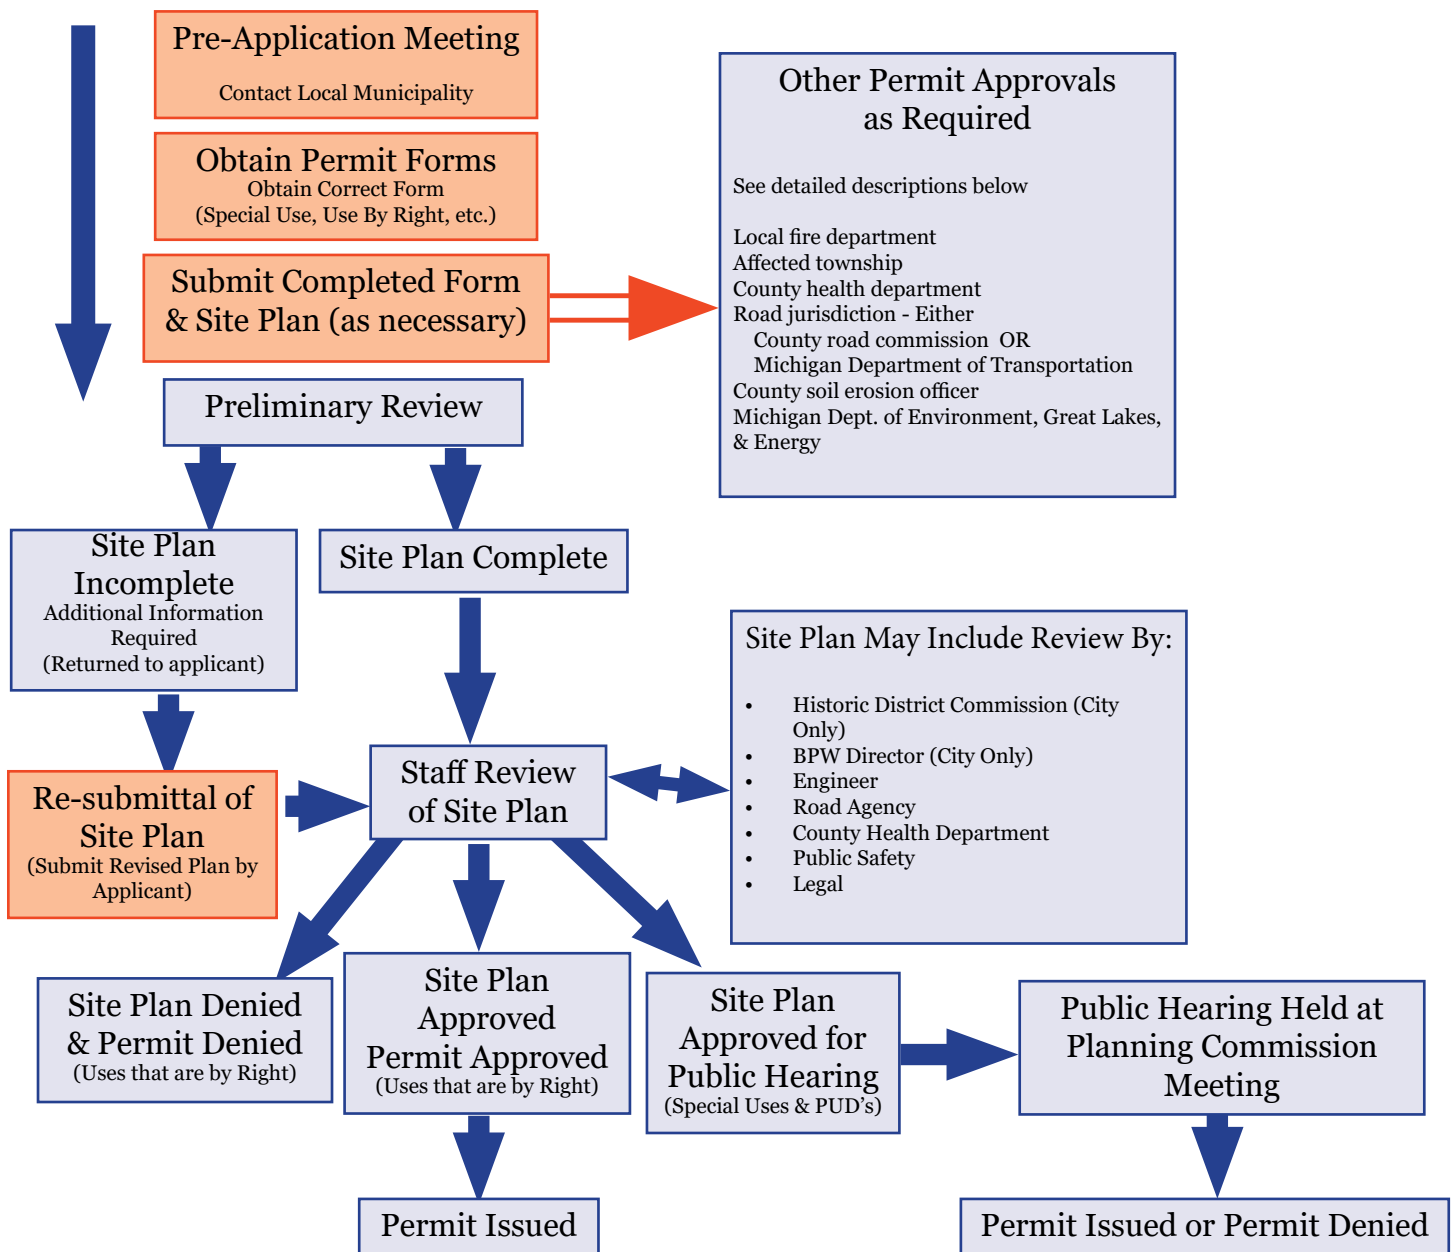 Pre-Application Meeting
Contact Local Municipality
Obtain Permit Forms
Obtain Correct Form
(Special Use, Use By Right, etc.)
Submit Completed Form
& Site Plan (as necessary)
Other Permit Approvals
as Required
See detailed descriptions below
Local fire department
Affected township
County health department
Road jurisdiction - Either
County road commission OR
Michigan Department of Transportation
County soil erosion officer
Michigan Dept. of Environment, Great Lakes,
& Energy
Preliminary Review
Site Plan
Incomplete
Additional Information
Required
(Returned to applicant)
Site Plan Complete
Site Plan May Include Review By:
• Historic District Commission (City
Only)
• BPW Director (City Only)
• Engineer
• Road Agency
• County Health Department
• Public Safety
• Legal
Re-submittal of
Site Plan
(Submit Revised Plan by
Applicant)
Staff Review
of Site Plan
Site Plan Denied
& Permit Denied
(Uses that are by Right)
Site Plan
Approved
Permit Approved
(Uses that are by Right)
Site Plan
Approved for
Public Hearing
(Special Uses & PUD's)
Public Hearing Held at
Planning Commission
Meeting
Permit Issued
Permit Issued or Permit Denied